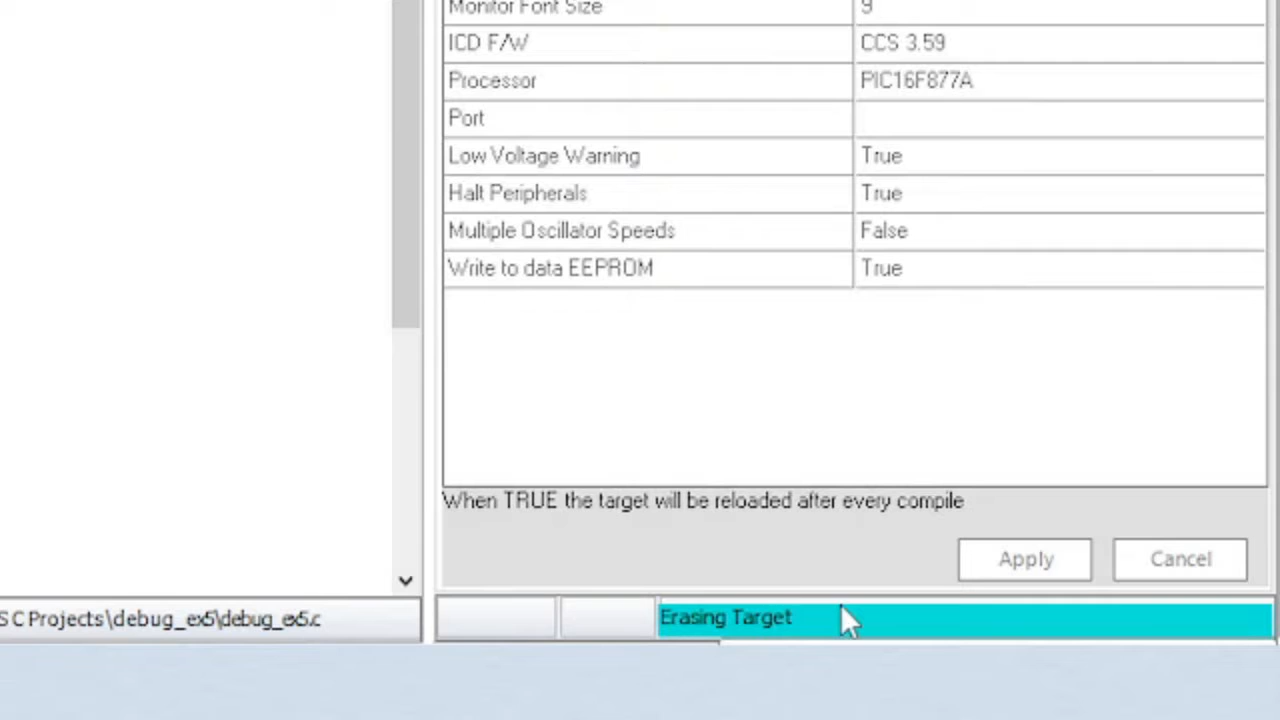 Monitor Font Size 9
ICD F/W CCS 3.59
Processor PIC16F877A
Port
Low Voltage Warning True
Halt Peripherals True
Multiple Oscillator Speeds False
Write to data EEPROM True
When TRUE the target will be reloaded after every compile
Apply Cancel
SC Projects\debug_ex5\debug_ex5.c Erasing Target